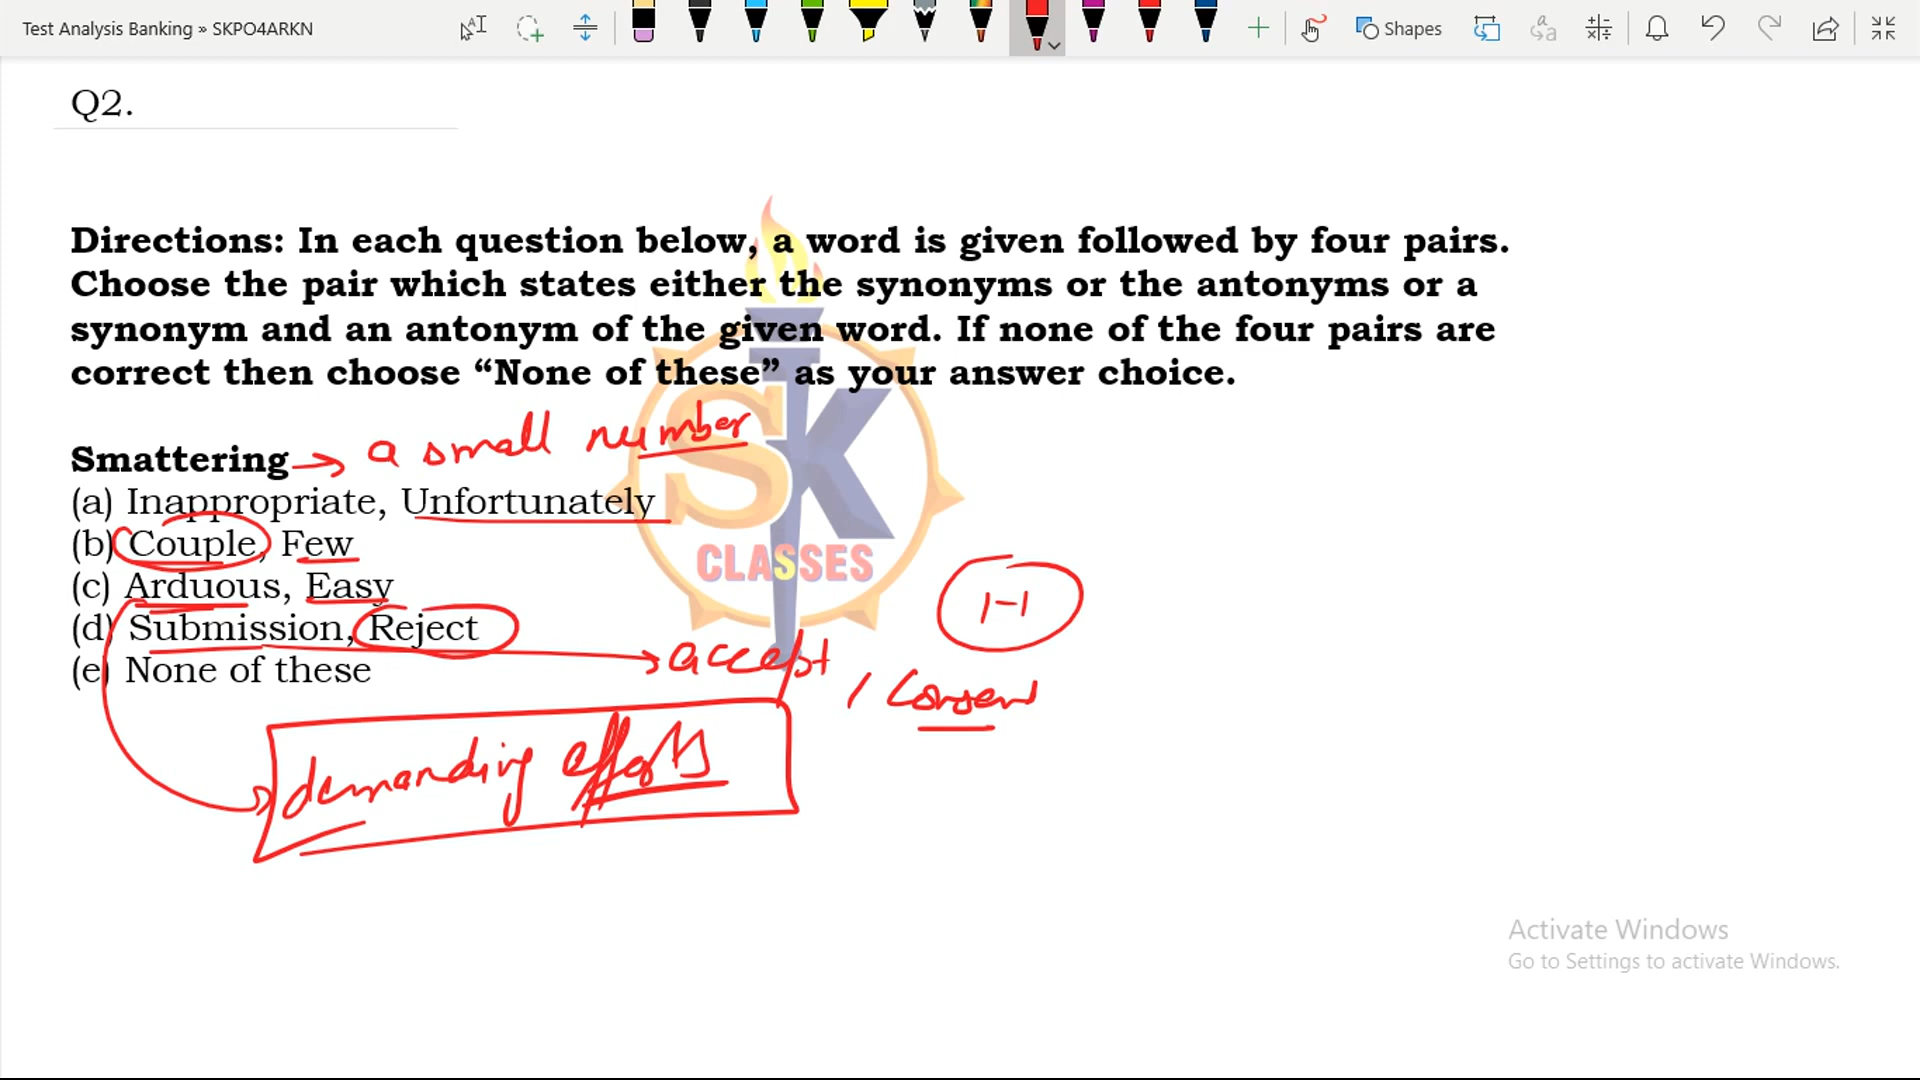 Test Analysis Banking » SKPO4ARKN
Shapes
Q2.
Directions: In each question below, a word is given followed by four pairs.
Choose the pair which states either the synonyms or the antonyms or a
synonym and an antonym of the given word. If none of the four pairs are
correct then choose “None of these” as your answer choice.
Smattering → a small number
(a) Inappropriate, Unfortunately
(b) Couple, Few
(c) Arduous, Easy
(d) Submission, Reject
(e) None of these
accept /
demanding efforts
SK
CLASSES
Activate Windows
Go to Settings to activate Windows.